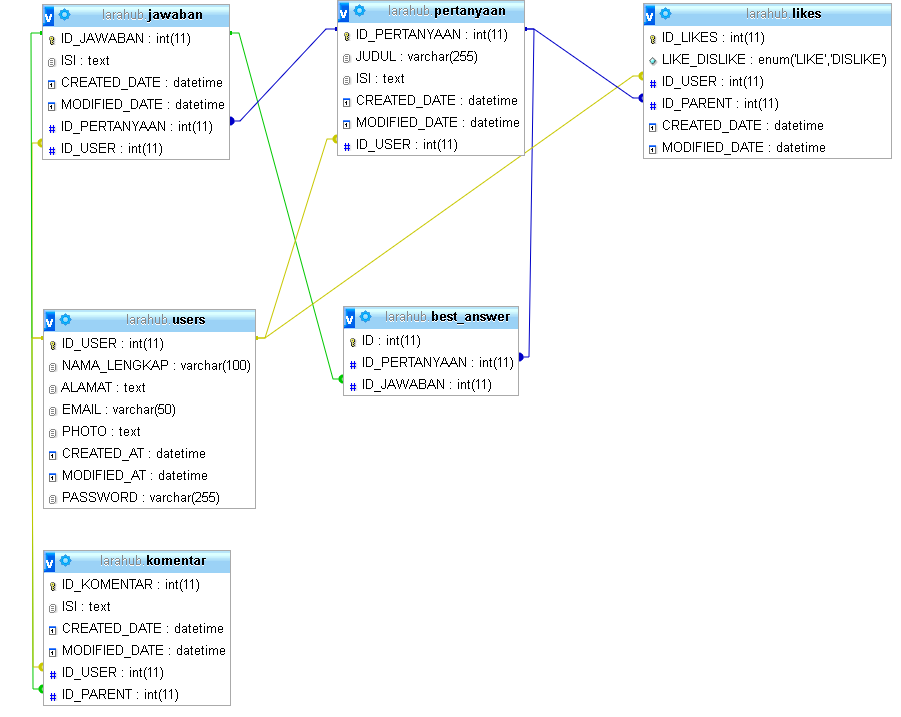 larahub jawaban
ID_JAWABAN : int(11)
ISI : text
CREATED_DATE : datetime
MODIFIED_DATE : datetime
ID_PERTANYAAN : int(11)
ID_USER : int(11)
larahub pertanyaan
ID_PERTANYAAN : int(11)
JUDUL : varchar(255)
ISI : text
CREATED_DATE : datetime
MODIFIED_DATE : datetime
ID_USER : int(11)
larahub likes
ID_LIKES : int(11)
LIKE_DISLIKE : enum('LIKE','DISLIKE')
ID_USER : int(11)
ID_PARENT : int(11)
CREATED_DATE : datetime
MODIFIED_DATE : datetime
larahub users
ID_USER : int(11)
NAMA_LENGKAP : varchar(100)
ALAMAT : text
EMAIL : varchar(50)
PHOTO : text
CREATED_AT : datetime
MODIFIED_AT : datetime
PASSWORD : varchar(255)
larahub best_answer
ID : int(11)
ID_PERTANYAAN : int(11)
ID_JAWABAN : int(11)
larahub komentar
ID_KOMENTAR : int(11)
ISI : text
CREATED_DATE : datetime
MODIFIED_DATE : datetime
ID_USER : int(11)
ID_PARENT : int(11)